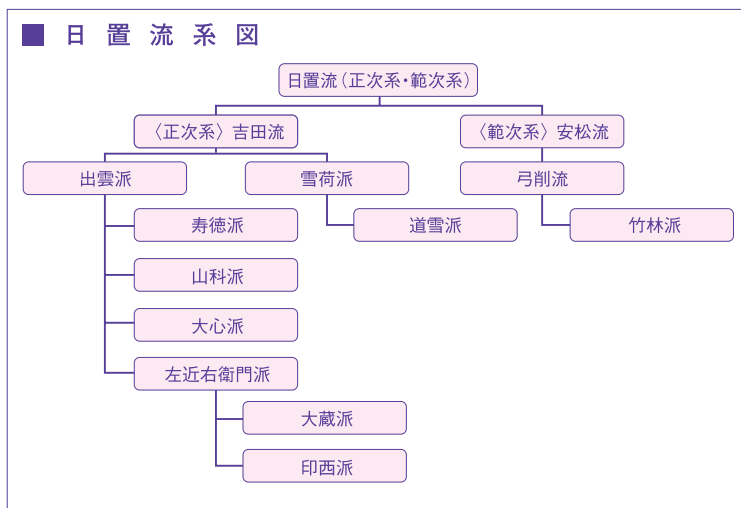 ■ 日置流系図
日置流（正次系・範次系）
〈正次系〉吉田流
〈範次系〉安松流
出雲派
雪荷派
弓削流
寿徳派
道雪派
竹林派
山科派
大心派
左近右衛門派
大蔵派
印西派